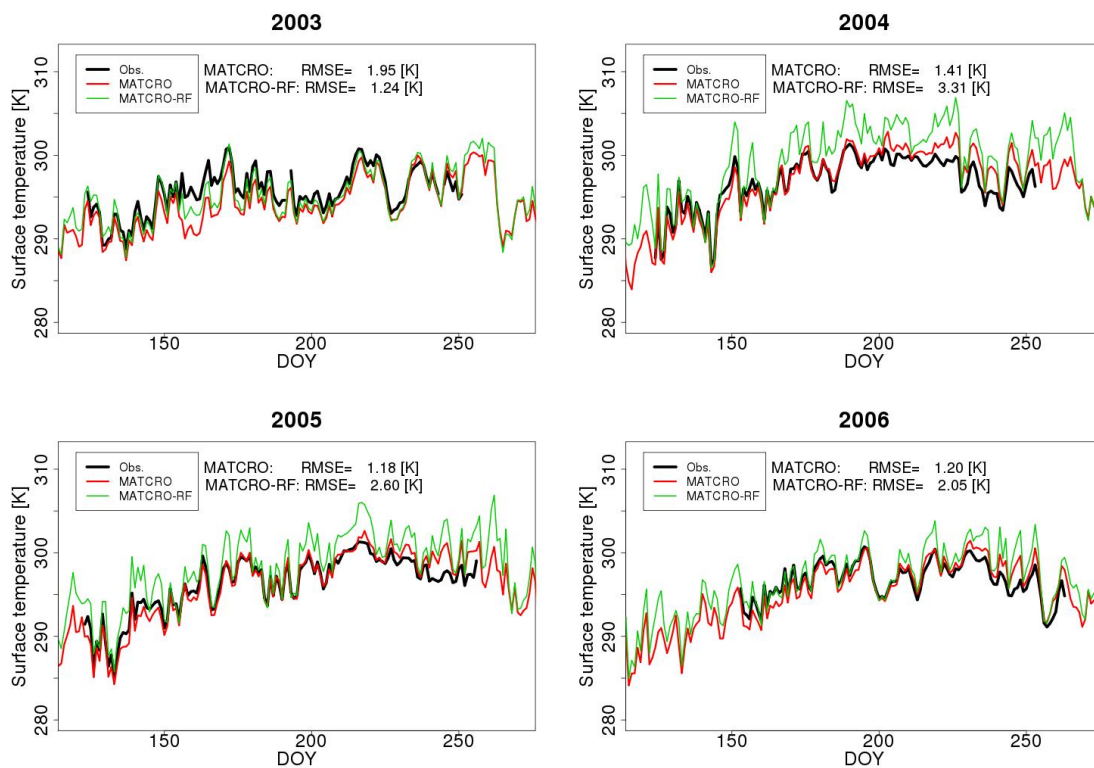 2003
Surface temperature [K]
310
300
290
280
Obs.
MATCRO
MATCRO-RF
MATCRO: RMSE= 1.95 [K]
MATCRO-RF: RMSE= 1.24 [K]
150 200 250
DOY
2004
Surface temperature [K]
310
300
290
280
Obs.
MATCRO
MATCRO-RF
MATCRO: RMSE= 1.41 [K]
MATCRO-RF: RMSE= 3.31 [K]
150 200 250
DOY
2005
Surface temperature [K]
310
300
290
280
Obs.
MATCRO
MATCRO-RF
MATCRO: RMSE= 1.18 [K]
MATCRO-RF: RMSE= 2.60 [K]
150 200 250
DOY
2006
Surface temperature [K]
310
300
290
280
Obs.
MATCRO
MATCRO-RF
MATCRO: RMSE= 1.20 [K]
MATCRO-RF: RMSE= 2.05 [K]
150 200 250
DOY